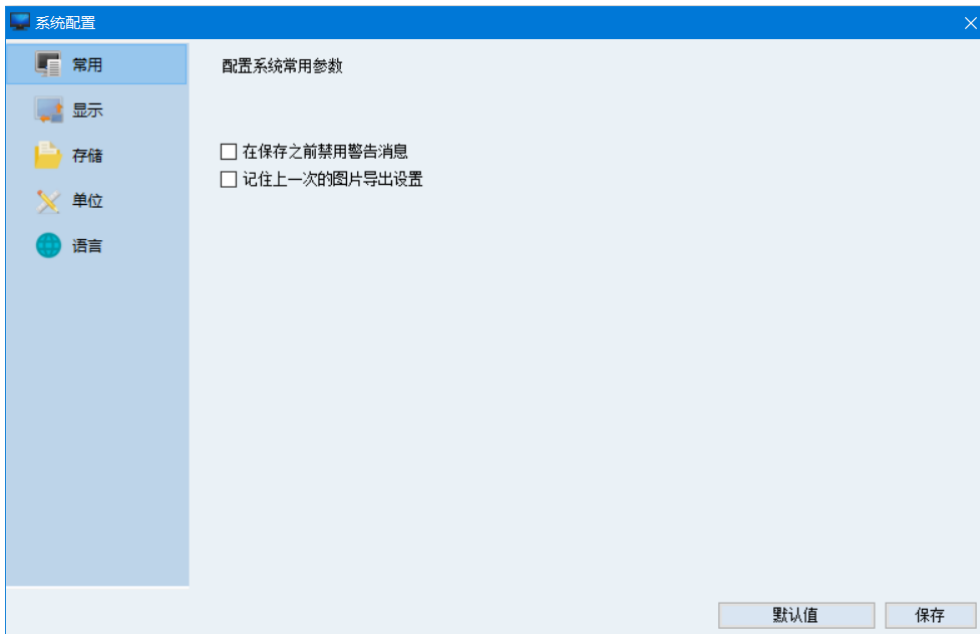 系统配置
常用
显示
存储
单位
语言
配置系统常用参数
在保存之前禁用警告消息
记住上一次的图片导出设置
默认值
保存